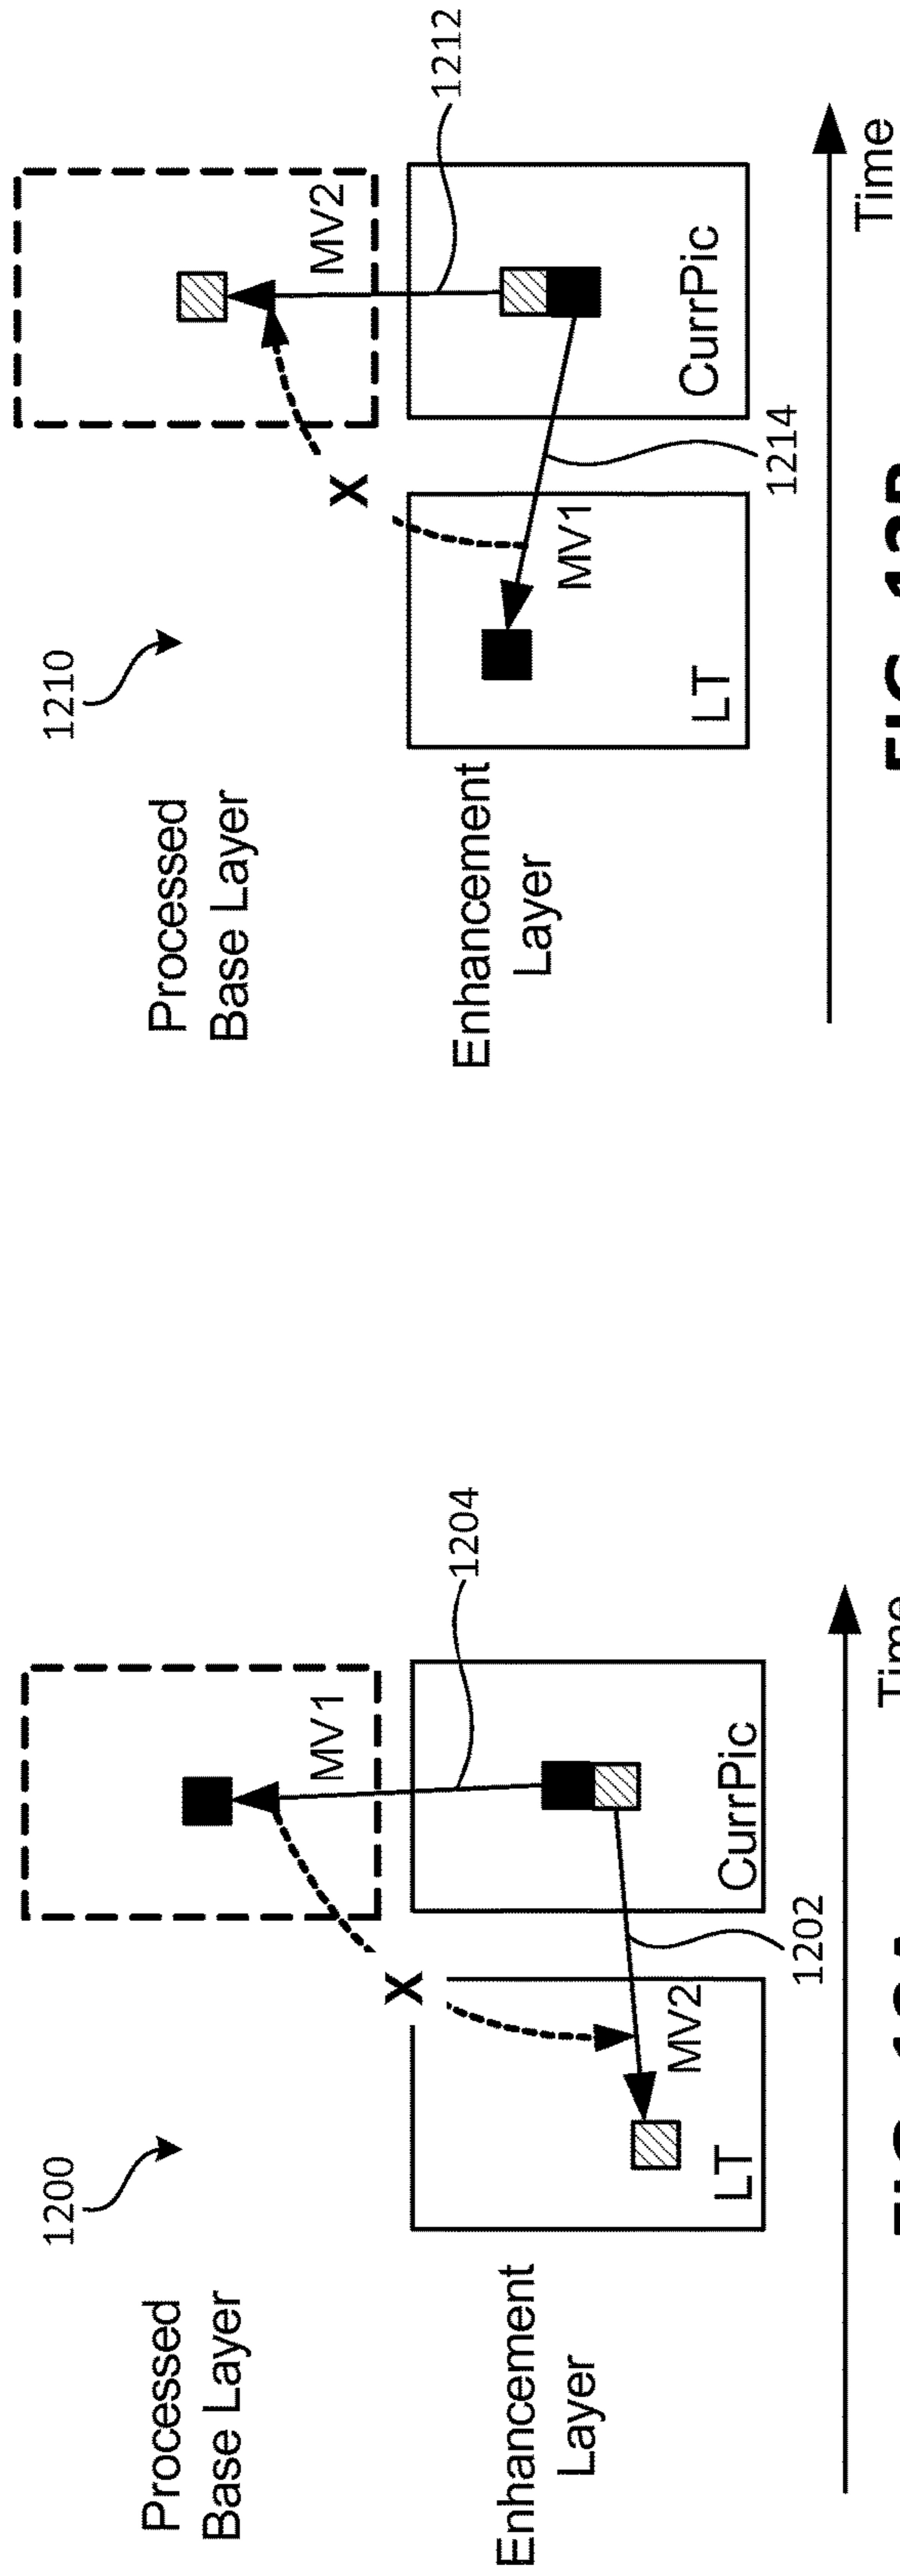 1200
Processed
Base Layer
MV1
1204
Enhancement
Layer
X
MV2
LT
CurrPic
1202
Time
1210
Processed
Base Layer
MV2
1212
Enhancement
Layer
X
MV1
LT
CurrPic
1214
Time